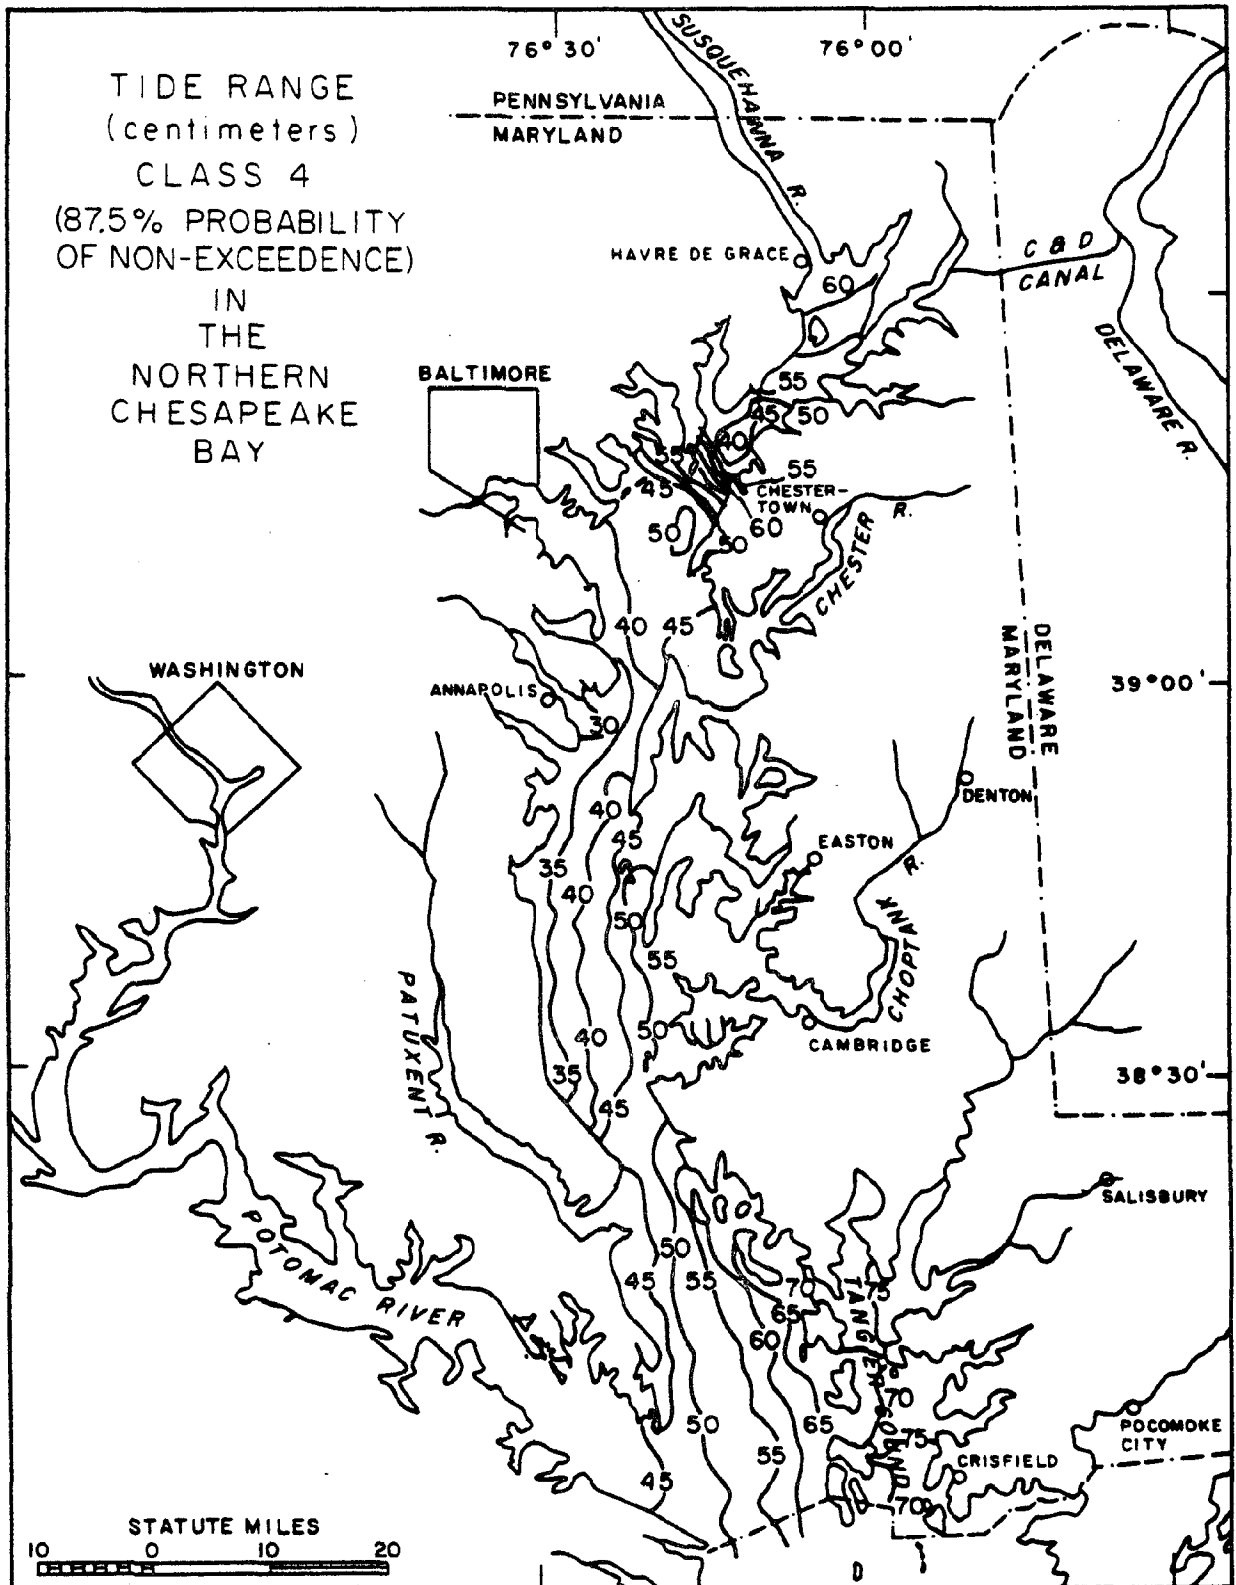 76° 30'
76° 00'
TIDE RANGE
(centimeters)
CLASS 4
(87.5% PROBABILITY
OF NON-EXCEEDENCE)
IN
THE
NORTHERN
CHESAPEAKE
BAY
SUSQUEHANNA R.
PENNSYLVANIA
MARYLAND
HAVRE DE GRACE
60
C & D
CANAL
DELAWARE R.
BALTIMORE
55
45
50
40
55
55
45
CHESTER-
TOWN
60
50
50
CHESTER R.
40
45
DELAWARE
MARYLAND
WASHINGTON
39° 00'
ANNAPOLIS
30
40
DENTON
45
EASTON
35
40
50
CHOPTANK R.
55
PATUXENT R.
40
50
CAMBRIDGE
35
38° 30'
45
SALISBURY
POTOMAC RIVER
50
45
55
70
75
65
60
TANGIER SOUND
70
50
65
75
POCOMOKE
CITY
55
CRISFIELD
45
70
STATUTE MILES
10 0 10 20